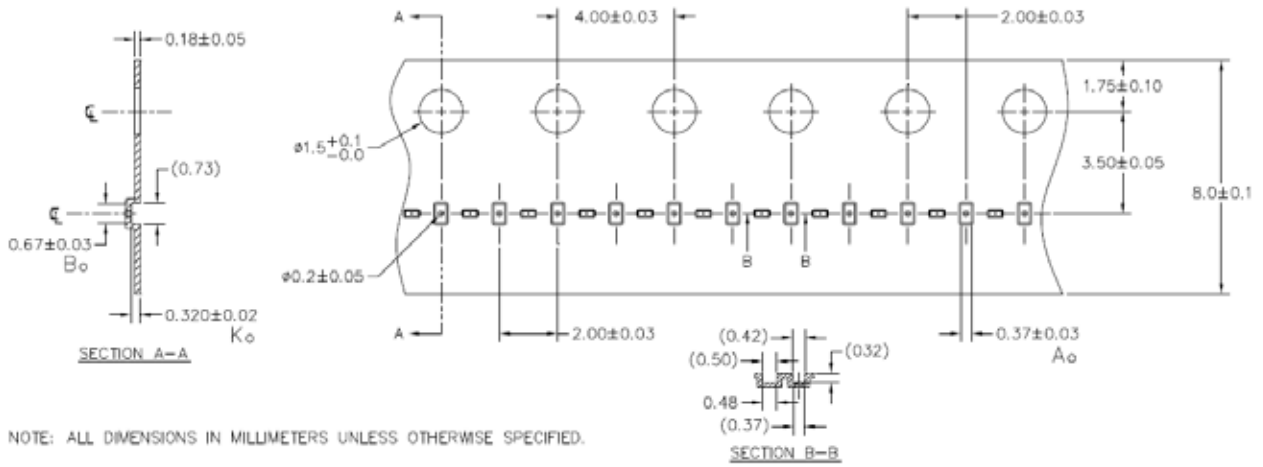 A
4.00±0.03
2.00±0.03
0.18±0.05
1.75±0.10
℄
ø1.5+0.1
-0.0
(0.73)
3.50±0.05
8.0±0.1
℄
0.67±0.03
Bo
B
B
ø0.2±0.05
0.320±0.02
Ko
A
2.00±0.03
(0.42)
0.37±0.03
Ao
SECTION A-A
(0.50)
(032)
0.48
(0.37)
NOTE: ALL DIMENSIONS IN MILLIMETERS UNLESS OTHERWISE SPECIFIED.
SECTION B-B